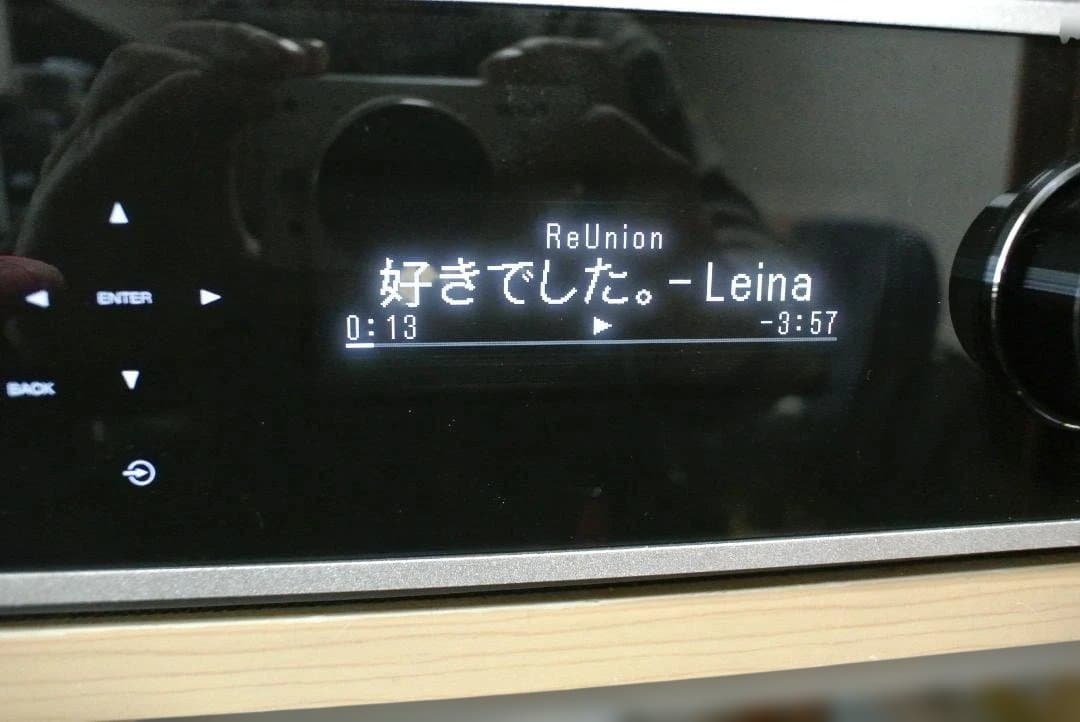 ReUnion
好きでした。- Leina
0:13 -3:57
ENTER
BACK